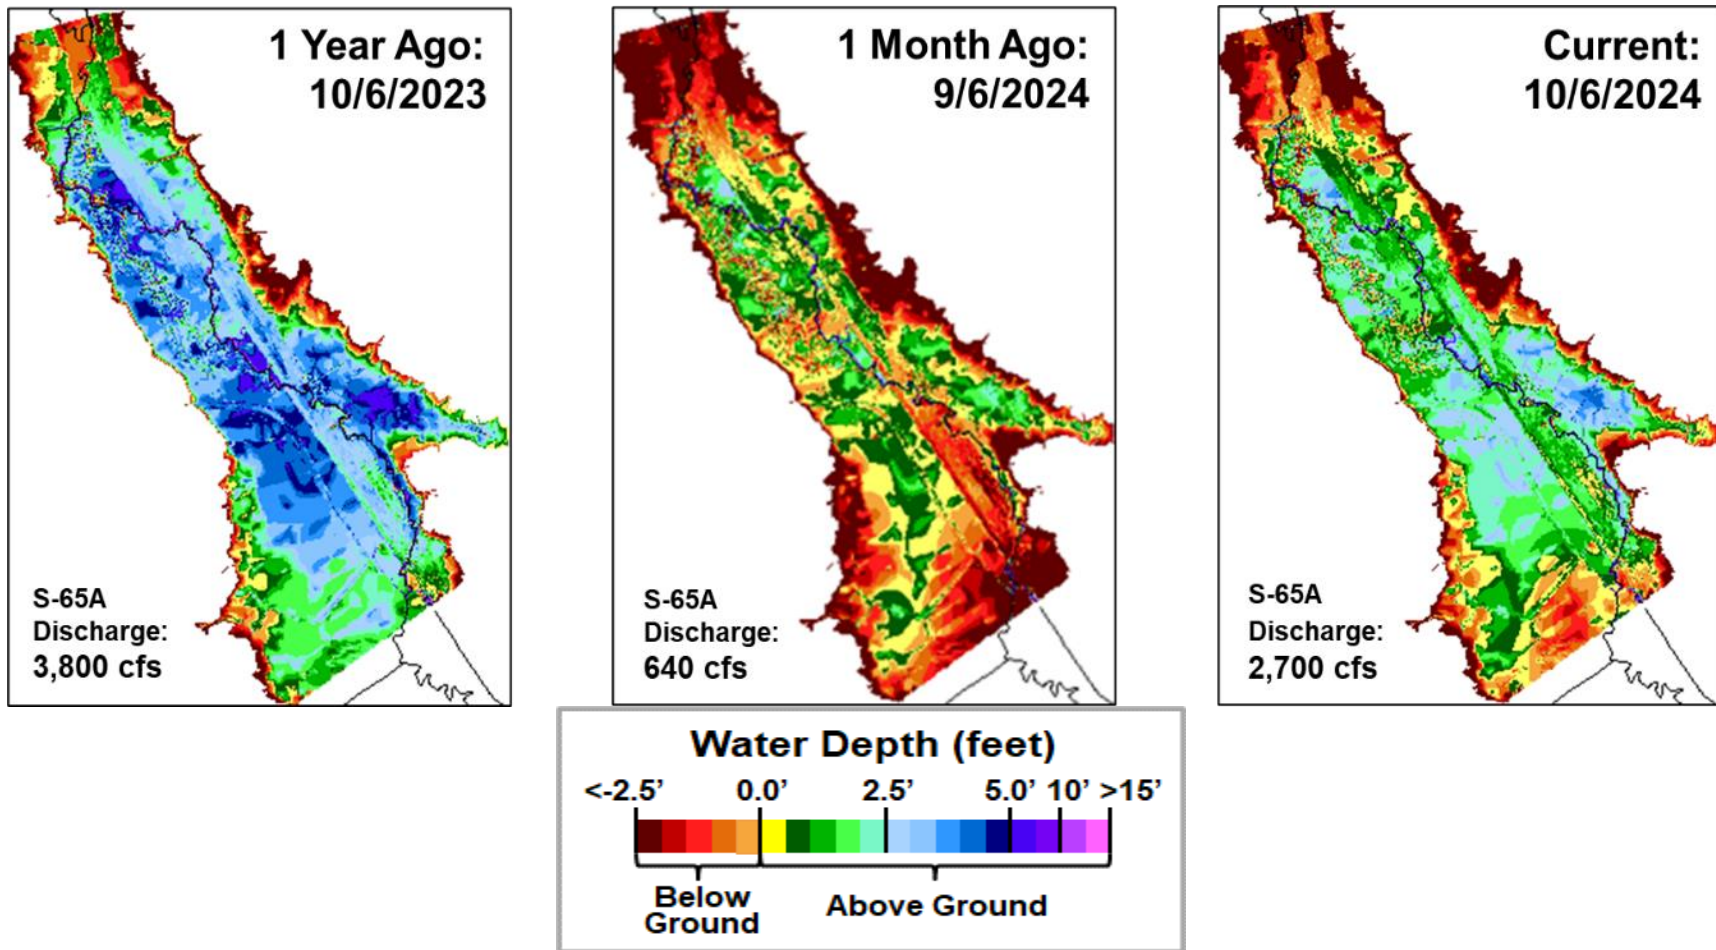 1 Year Ago:
10/6/2023
S-65A
Discharge:
3,800 cfs
1 Month Ago:
9/6/2024
S-65A
Discharge:
640 cfs
Current:
10/6/2024
S-65A
Discharge:
2,700 cfs
Water Depth (feet)
<-2.5’ 0.0’ 2.5’ 5.0’ 10’ >15’
Below
Ground
Above Ground